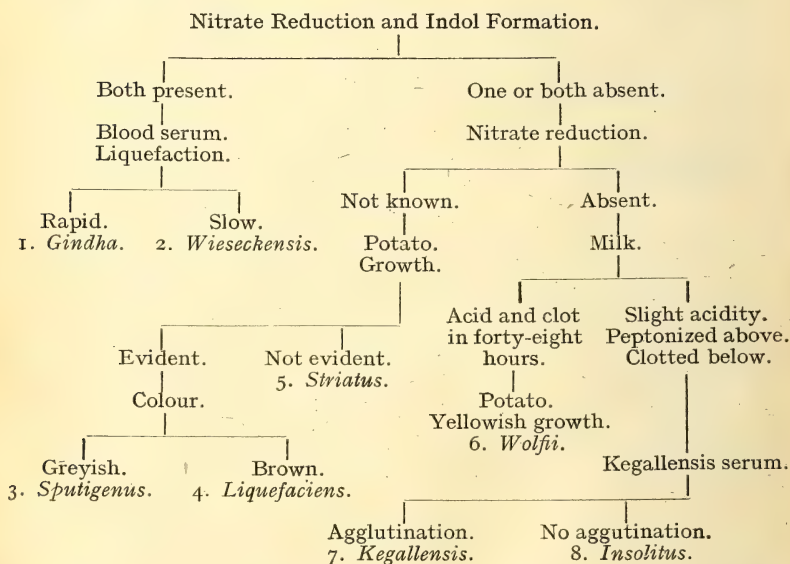 Nitrate Reduction and Indol Formation.
Both present.
One or both absent.
Blood serum.
Liquefaction.
Nitrate reduction.
Not known.
Absent.
Rapid.
1. Gindha.
Slow.
2. Wieseckensis.
Potato.
Growth.
Milk.
Evident.
Not evident.
5. Striatus.
Acid and clot
in forty-eight
hours.
Slight acidity.
Peptonized above.
Clotted below.
Colour.
Potato.
Yellowish growth.
6. Wolfii.
Greyish.
3. Sputigenus.
Brown.
4. Liquefaciens.
Kegallensis serum.
Agglutination.
7. Kegallensis.
No aggutination.
8. Insolitus.